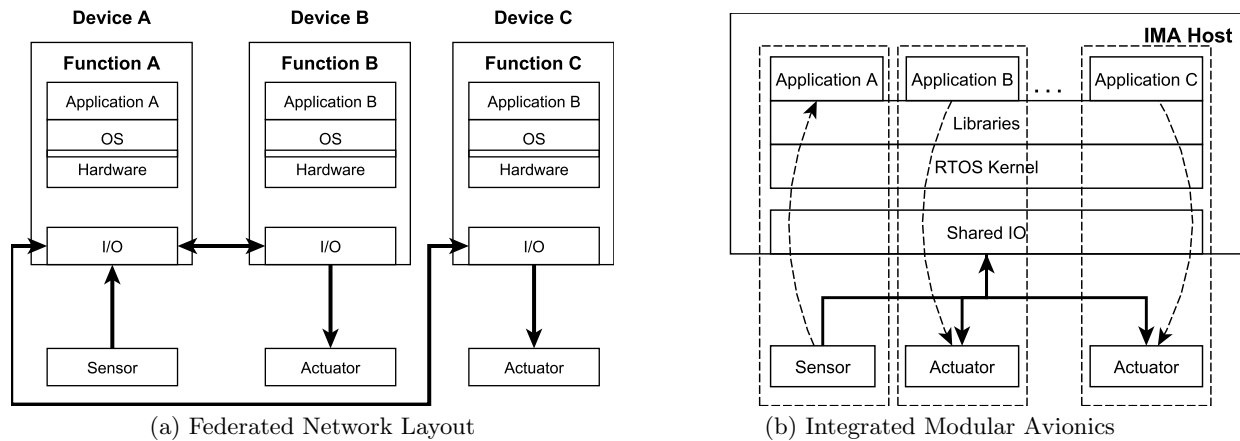 Device A
Device B
Device C
Function A
Function B
Function C
Application A
Application B
Application B
OS
OS
OS
Hardware
Hardware
Hardware
I/O
I/O
I/O
Sensor
Actuator
Actuator
(a) Federated Network Layout
IMA Host
Application A
Application B
. . .
Application C
Libraries
RTOS Kernel
Shared IO
Sensor
Actuator
Actuator
(b) Integrated Modular Avionics